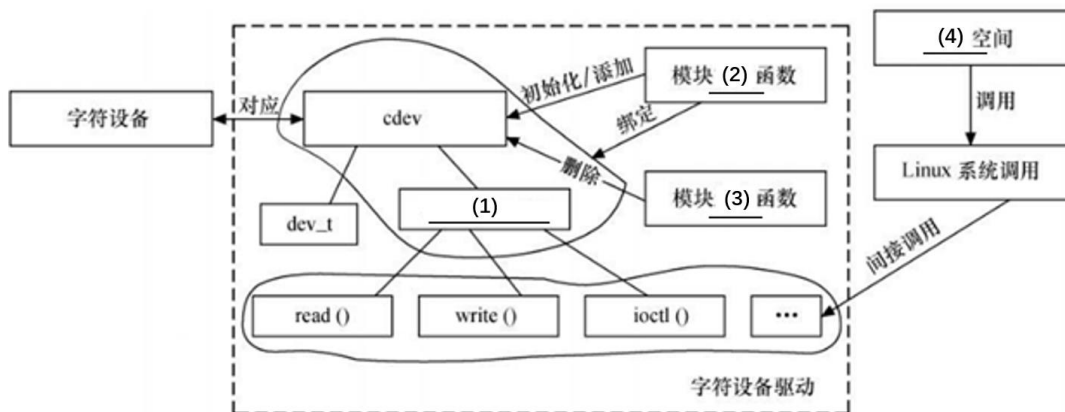 (4) 空间
模块 (2) 函数
初始化/添加
调用
字符设备
对应
cdev
绑定
删除
Linux 系统调用
模块 (3) 函数
(1)
dev_t
间接调用
read ()
write ()
ioctl ()
...
字符设备驱动